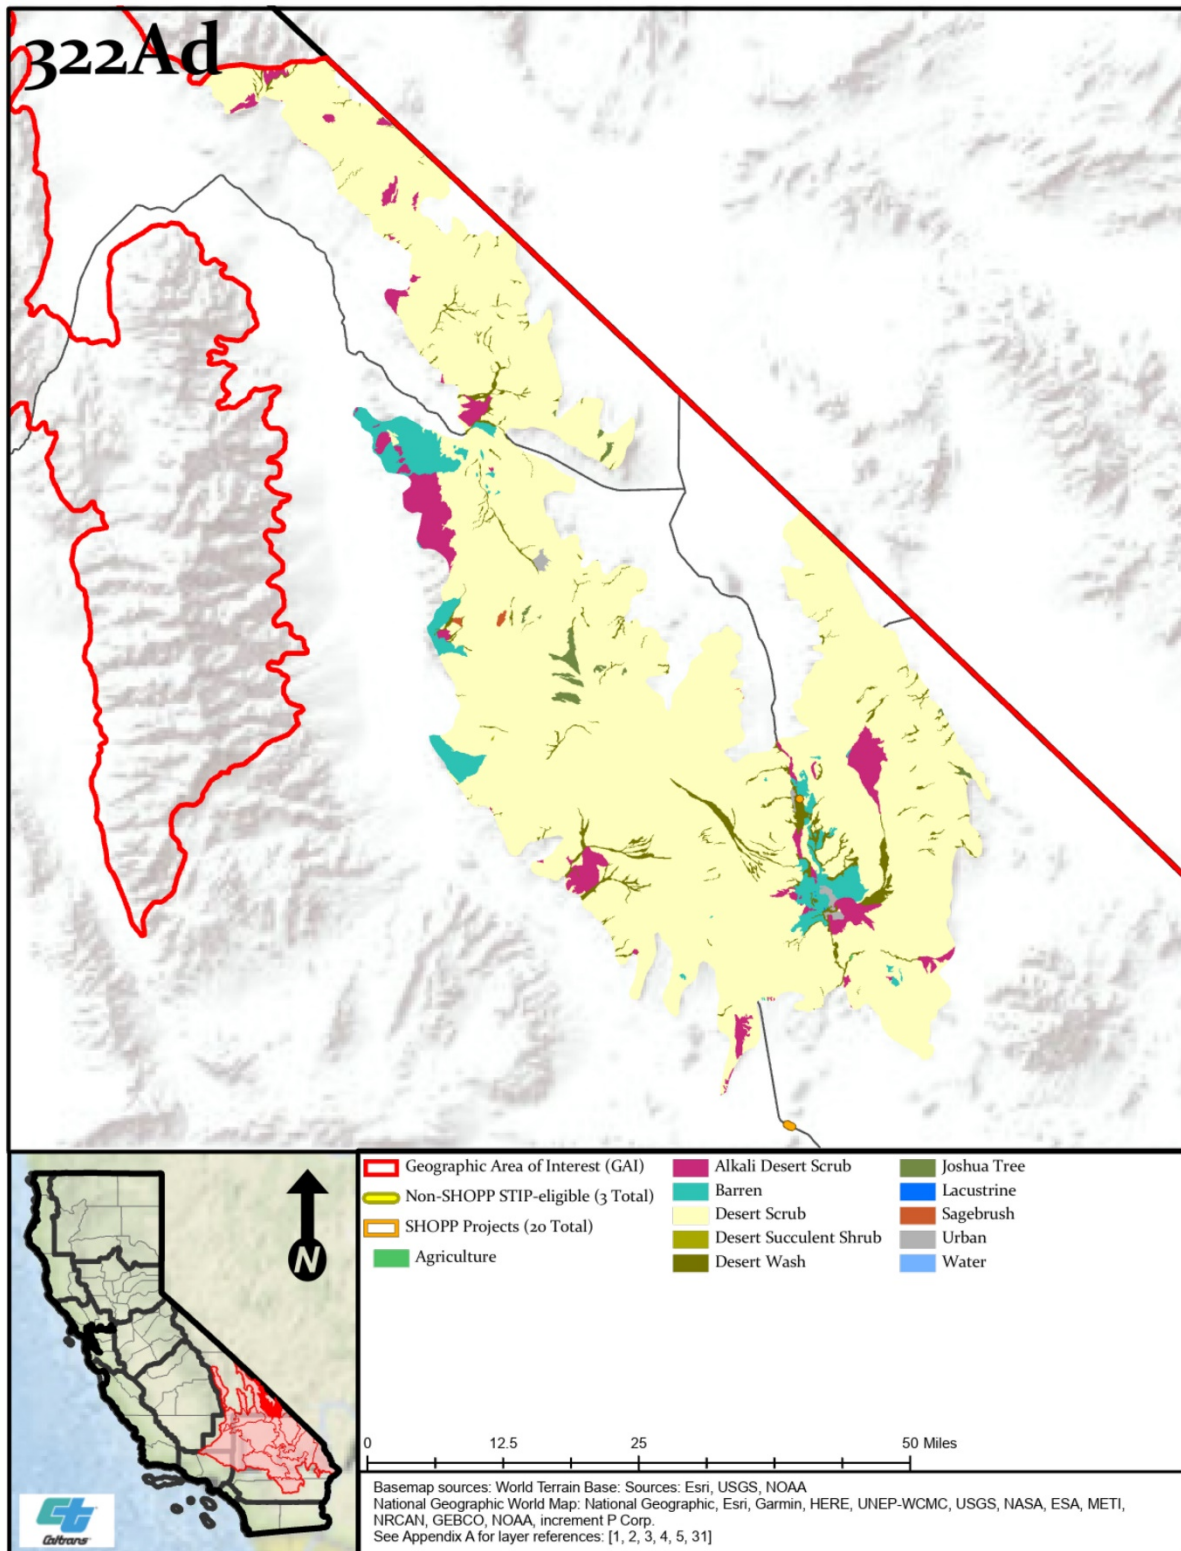 322Ad
Geographic Area of Interest (GAI)
Non-SHOPP STIP-eligible (3 Total)
SHOPP Projects (20 Total)
Agriculture
Alkali Desert Scrub
Barren
Desert Scrub
Desert Succulent Shrub
Desert Wash
Joshua Tree
Lacustrine
Sagebrush
Urban
Water
N
Caltrans
0 12.5 25 50 Miles
Basemap sources: World Terrain Base: Sources: Esri, USGS, NOAA
National Geographic World Map: National Geographic, Esri, Garmin, HERE, UNEP-WCMC, USGS, NASA, ESA, METI,
NRCAN, GEBCO, NOAA, increment P Corp.
See Appendix A for layer references: [1, 2, 3, 4, 5, 31]